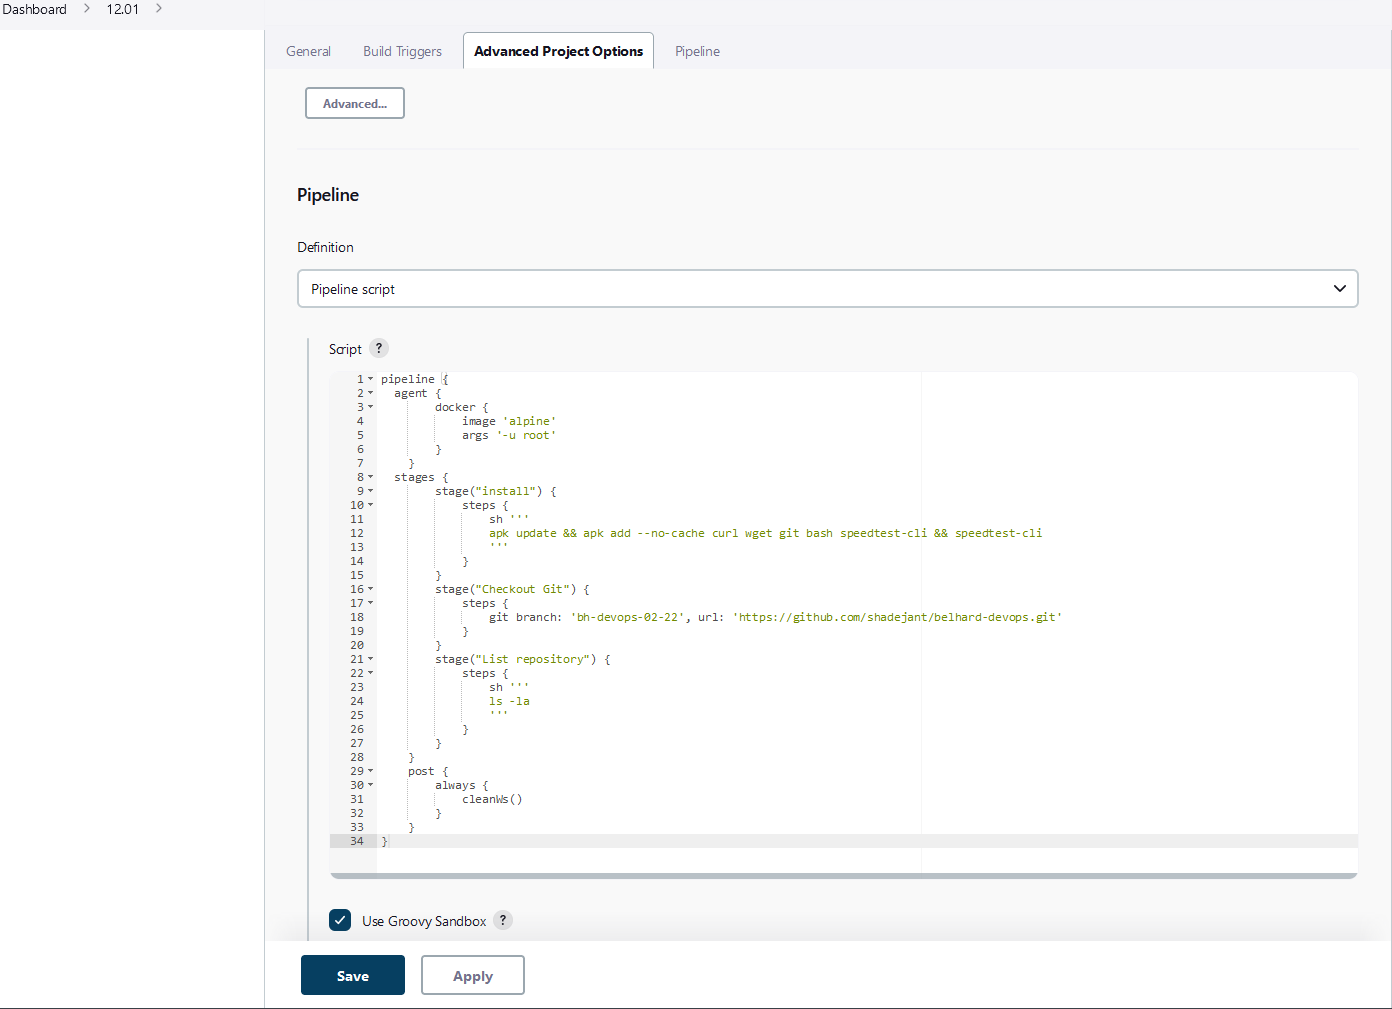 Dashboard > 12.01 >
General Build Triggers Advanced Project Options Pipeline
Advanced...
Pipeline
Definition
Pipeline script
Script ?
1 pipeline {
2   agent {
3         docker {
4             image 'alpine'
5             args '-u root'
6         }
7     }
8   stages {
9         stage("install") {
10             steps {
11                 sh '''
12                 apk update && apk add --no-cache curl wget git bash speedtest-cli && speedtest-cli
13                 '''
14             }
15         }
16         stage("Checkout Git") {
17             steps {
18                 git branch: 'bh-devops-02-22', url: 'https://github.com/shadejant/belhard-devops.git'
19             }
20         }
21         stage("List repository") {
22             steps {
23                 sh '''
24                 ls -la
25                 '''
26             }
27         }
28     }
29     post {
30         always {
31             cleanWs()
32         }
33     }
34 }
Use Groovy Sandbox ?
Save Apply